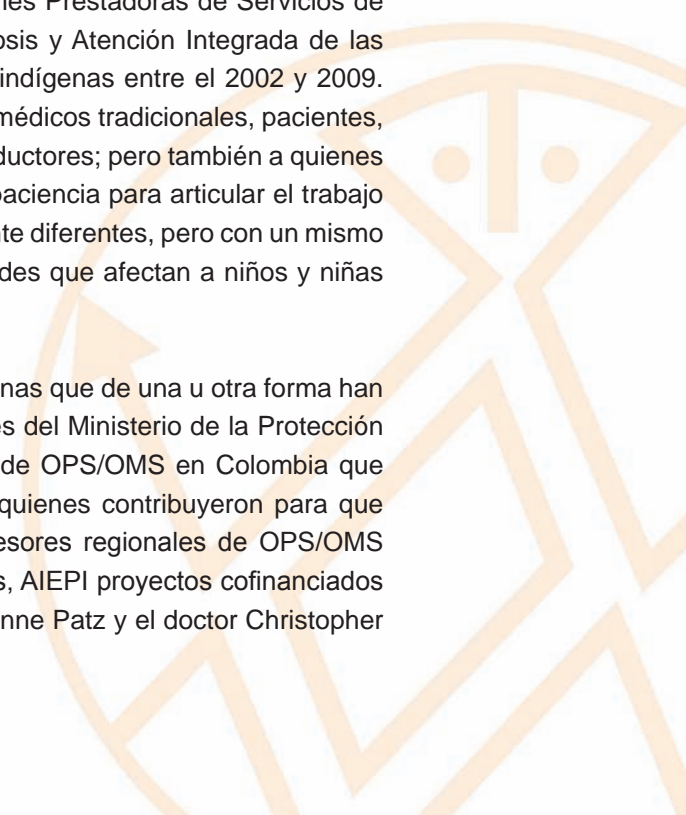 nes Prestadoras de Servicios de
osis y Atención Integrada de las
indígenas entre el 2002 y 2009.
médicos tradicionales, pacientes,
ductores; pero también a quienes
paciencia para articular el trabajo
nte diferentes, pero con un mismo
des que afectan a niños y niñas
nas que de una u otra forma han
es del Ministerio de la Protección
de OPS/OMS en Colombia que
quienes contribuyeron para que
esores regionales de OPS/OMS
s, AIEPI proyectos cofinanciados
nne Patz y el doctor Christopher